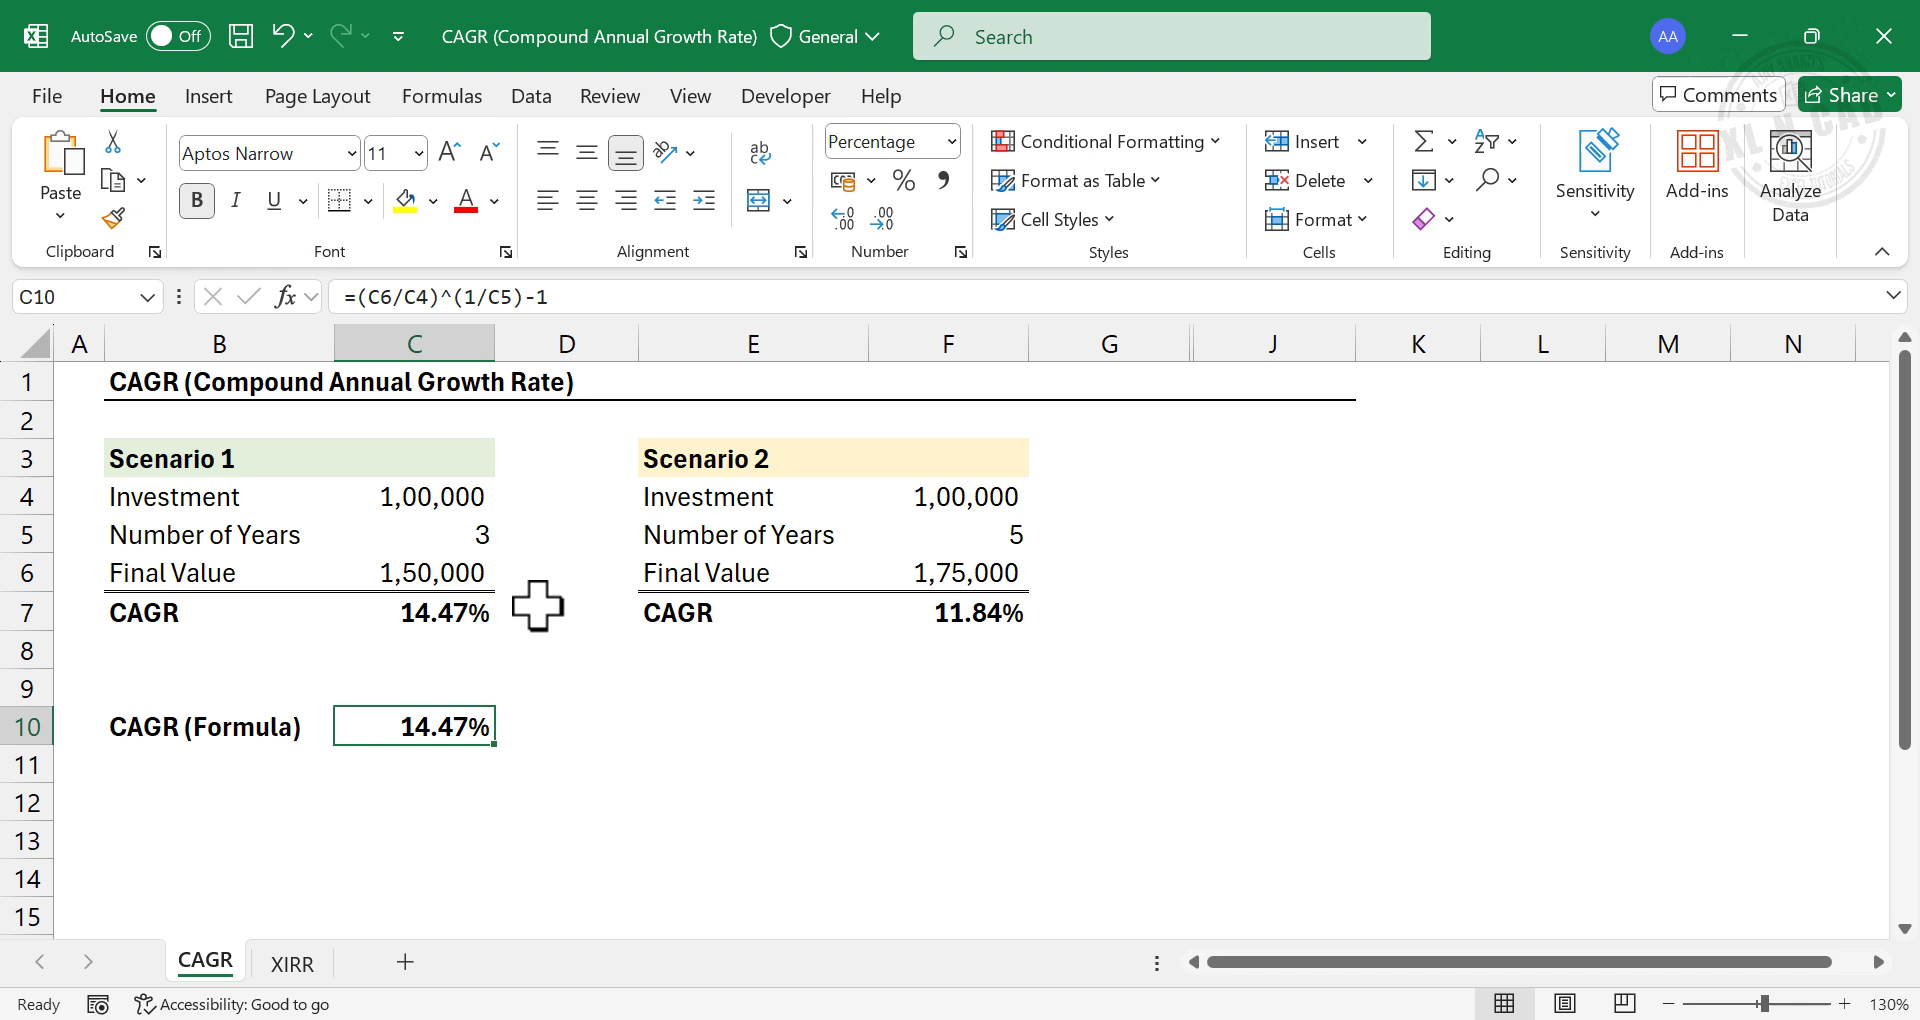 AutoSave Off CAGR (Compound Annual Growth Rate) General Search AA
File Home Insert Page Layout Formulas Data Review View Developer Help Comments Share
Paste
Clipboard
Aptos Narrow 11
B I U
Font
ab
Alignment
Percentage
Number
Conditional Formatting
Format as Table
Cell Styles
Styles
Insert
Delete
Format
Cells
Editing
Sensitivity
Sensitivity
Add-ins
Add-ins
Analyze
Data
XL N CAD
C10 fx =(C6/C4)^(1/C5)-1
A B C D E F G J K L M N
1 CAGR (Compound Annual Growth Rate)
2
3 Scenario 1 Scenario 2
4 Investment 1,00,000 Investment 1,00,000
5 Number of Years 3 Number of Years 5
6 Final Value 1,50,000 Final Value 1,75,000
7 CAGR 14.47% CAGR 11.84%
8
9
10 CAGR (Formula) 14.47%
11
12
13
14
15
CAGR XIRR
Ready Accessibility: Good to go 130%